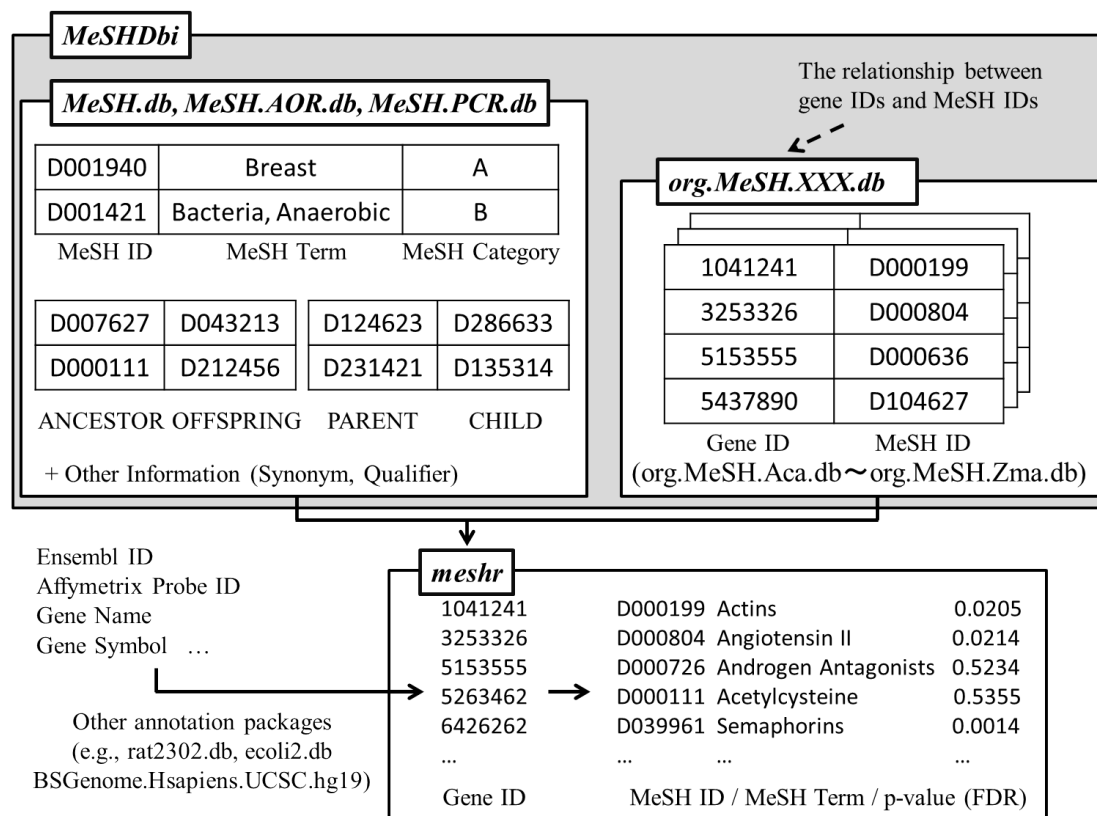 MeSHDbi
MeSH.db, MeSH.AOR.db, MeSH.PCR.db
D001940 Breast A
D001421 Bacteria, Anaerobic B
MeSH ID MeSH Term MeSH Category
D007627 D043213 D124623 D286633
D000111 D212456 D231421 D135314
ANCESTOR OFFSPRING PARENT CHILD
+ Other Information (Synonym, Qualifier)
The relationship between
gene IDs and MeSH IDs
org.MeSH.XXX.db
1041241 D000199
3253326 D000804
5153555 D000636
5437890 D104627
Gene ID MeSH ID
(org.MeSH.Aca.db～org.MeSH.Zma.db)
Ensembl ID
Affymetrix Probe ID
Gene Name
Gene Symbol …
Other annotation packages
(e.g., rat2302.db, ecoli2.db
BSGenome.Hsapiens.UCSC.hg19)
meshr
1041241 D000199 Actins 0.0205
3253326 D000804 Angiotensin II 0.0214
5153555 D000726 Androgen Antagonists 0.5234
5263462 D000111 Acetylcysteine 0.5355
6426262 D039961 Semaphorins 0.0014
… … … …
Gene ID MeSH ID / MeSH Term / p-value (FDR)